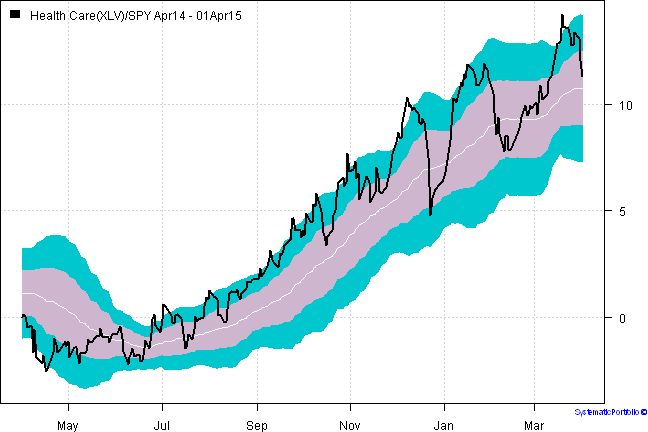 Health Care(XLV)/SPY Apr14 - 01Apr15
10
5
0
May Jul Sep Nov Jan Mar
SystematicPortfolio ©